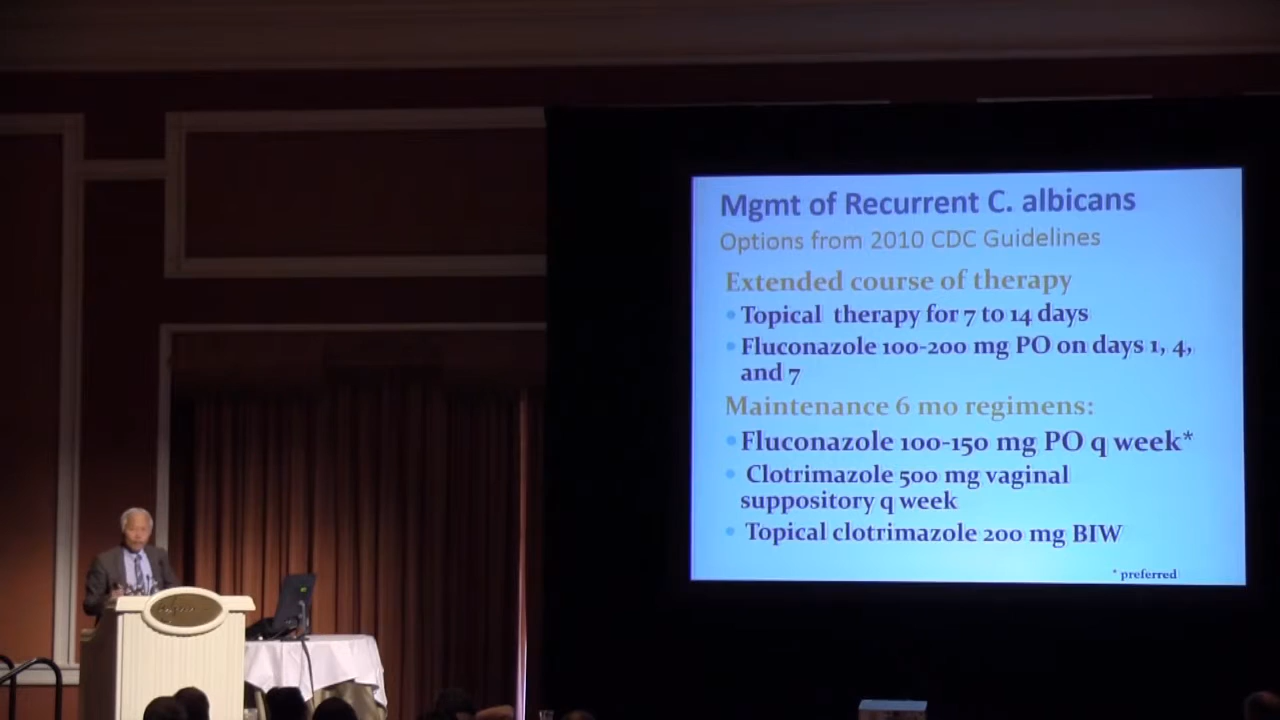 Mgmt of Recurrent C. albicans
Options from 2010 CDC Guidelines
Extended course of therapy
• Topical therapy for 7 to 14 days
• Fluconazole 100-200 mg PO on days 1, 4,
and 7
Maintenance 6 mo regimens:
• Fluconazole 100-150 mg PO q week*
• Clotrimazole 500 mg vaginal
suppository q week
• Topical clotrimazole 200 mg BIW
* preferred